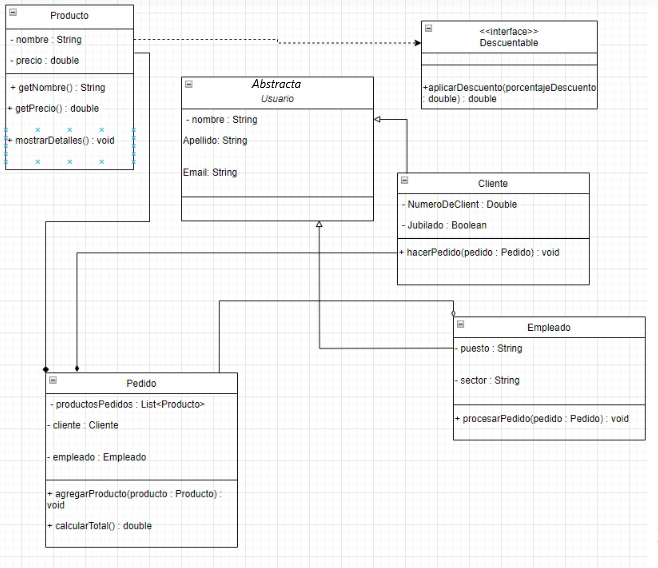 Producto
- nombre : String
- precio : double
+ getNombre() : String
+ getPrecio() : double
+ mostrarDetalles() : void
<<interface>>
Descuentable
+aplicarDescuento(porcentajeDescuento
: double) : double
Abstracta
Usuario
- nombre : String
Apellido: String
Email: String
Cliente
- NumeroDeClient : Double
- Jubilado : Boolean
+ hacerPedido(pedido : Pedido) : void
Empleado
- puesto : String
- sector : String
+ procesarPedido(pedido : Pedido) : void
Pedido
- productosPedidos : List<Producto>
- cliente : Cliente
- empleado : Empleado
+ agregarProducto(producto : Producto) :
void
+ calcularTotal() : double